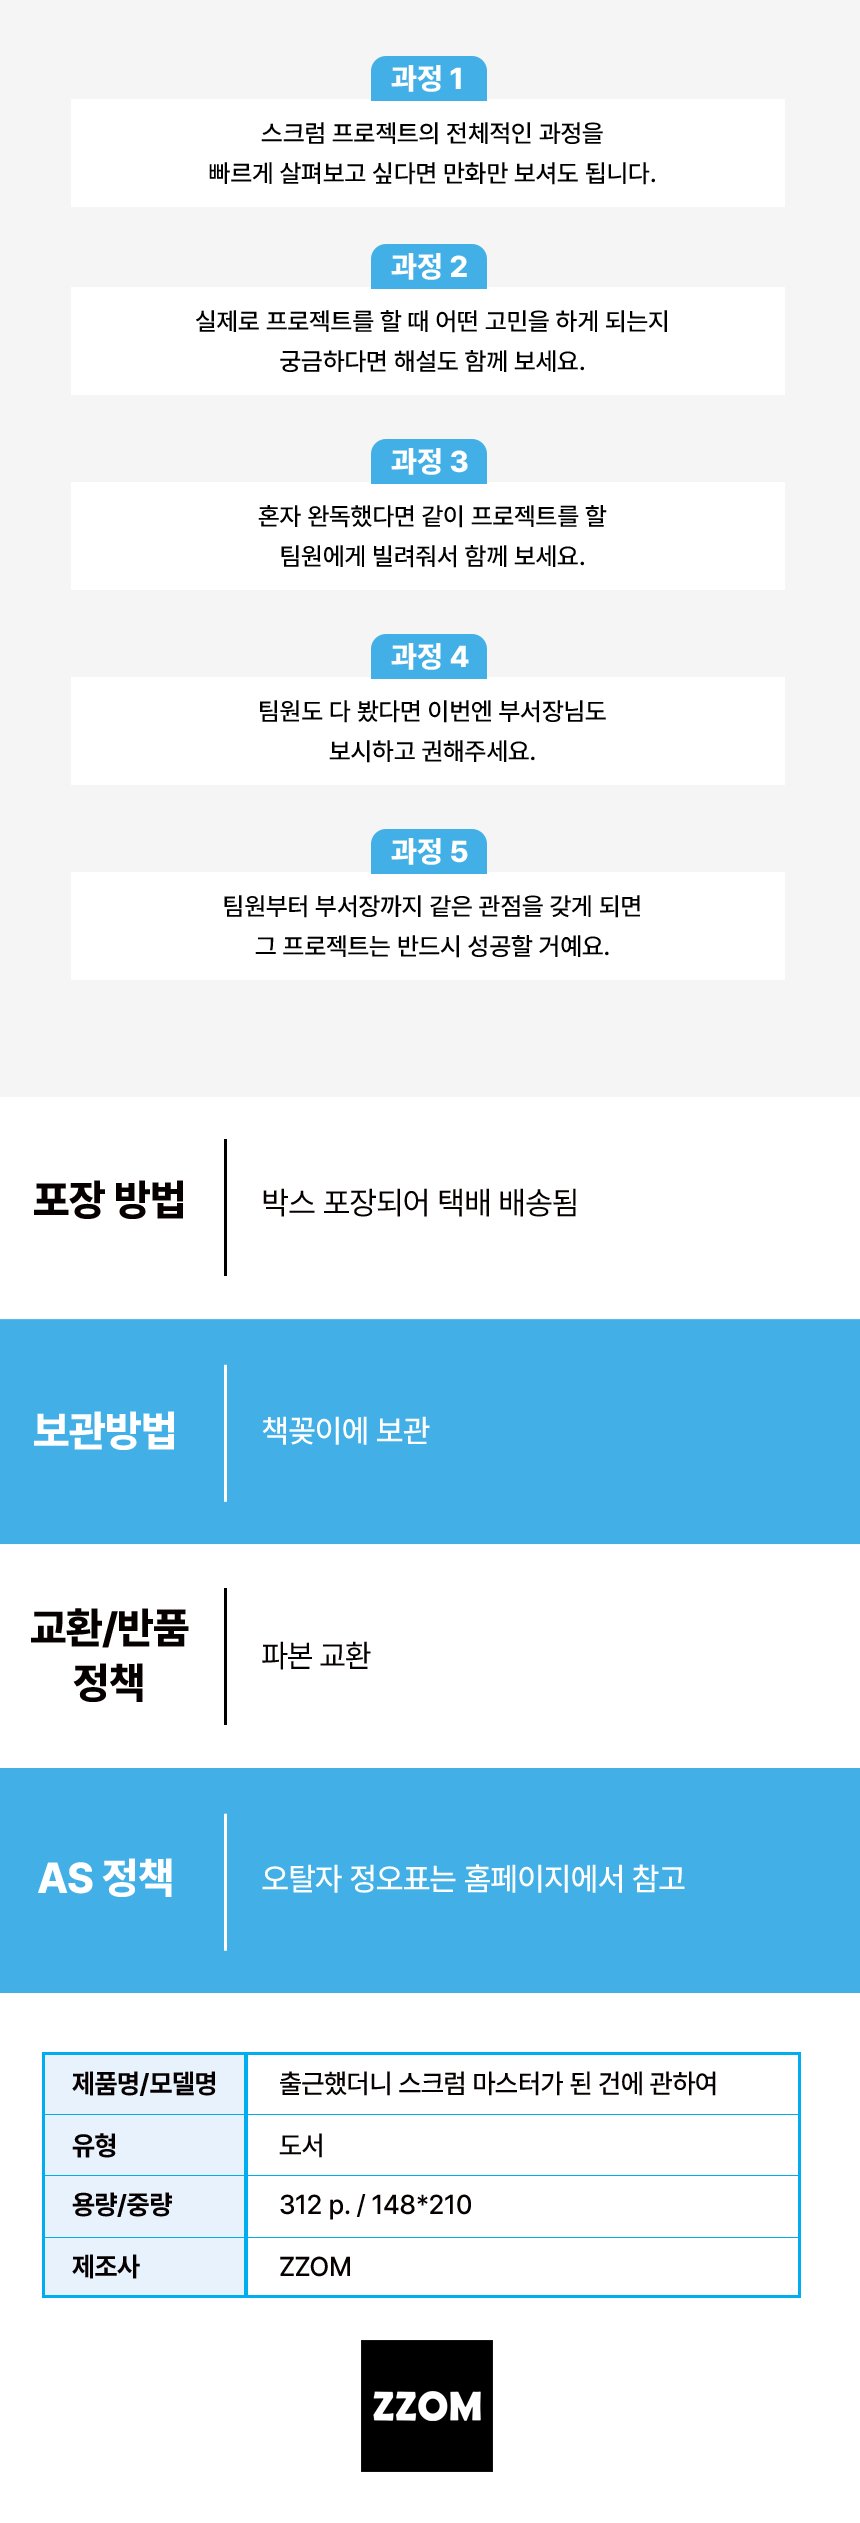 과정 1
스크럼 프로젝트의 전체적인 과정을
빠르게 살펴보고 싶다면 만화만 보셔도 됩니다.
과정 2
실제로 프로젝트를 할 때 어떤 고민을 하게 되는지
궁금하다면 해설도 함께 보세요.
과정 3
혼자 완독했다면 같이 프로젝트를 할
팀원에게 빌려줘서 함께 보세요.
과정 4
팀원도 다 봤다면 이번엔 부서장님도
보시하고 권해주세요.
과정 5
팀원부터 부서장까지 같은 관점을 갖게 되면
그 프로젝트는 반드시 성공할 거예요.
포장 방법
박스 포장되어 택배 배송됨
보관방법
책꽂이에 보관
교환/반품
정책
파본 교환
AS 정책
오탈자 정오표는 홈페이지에서 참고
제품명/모델명
출근했더니 스크럼 마스터가 된 건에 관하여
유형
도서
용량/중량
312 p. / 148*210
제조사
ZZOM
ZZOM